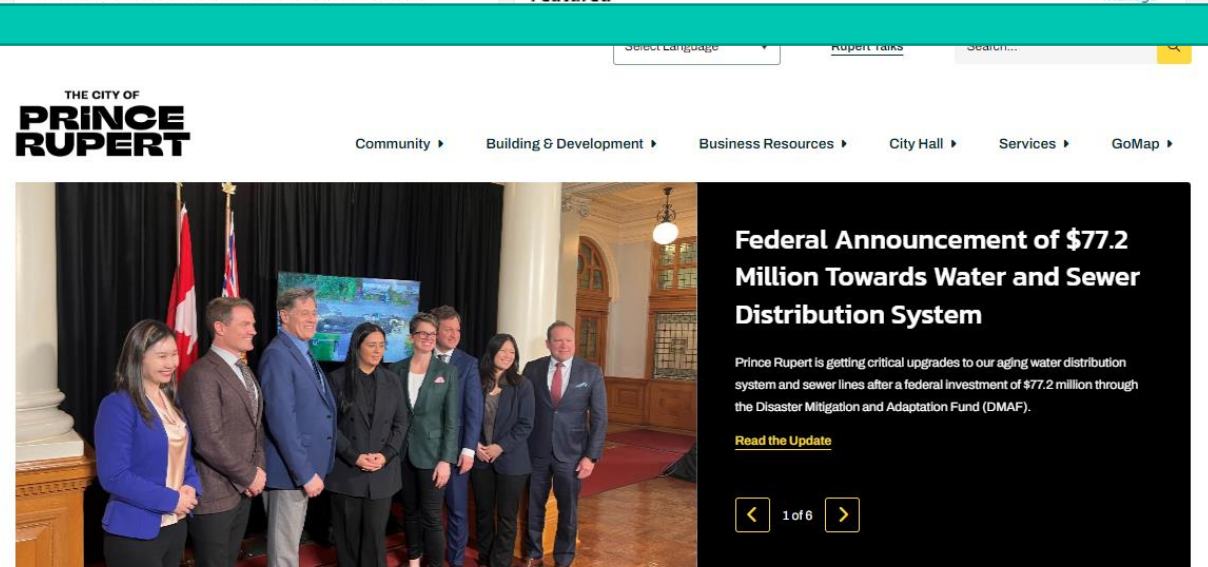 Select Language
Rupert Talks
Search...
THE CITY OF
PRINCE
RUPERT
Community
Building & Development
Business Resources
City Hall
Services
GoMap
Federal Announcement of $77.2
Million Towards Water and Sewer
Distribution System
Prince Rupert is getting critical upgrades to our aging water distribution
system and sewer lines after a federal investment of $77.2 million through
the Disaster Mitigation and Adaptation Fund (DMAF).
Read the Update
1 of 6